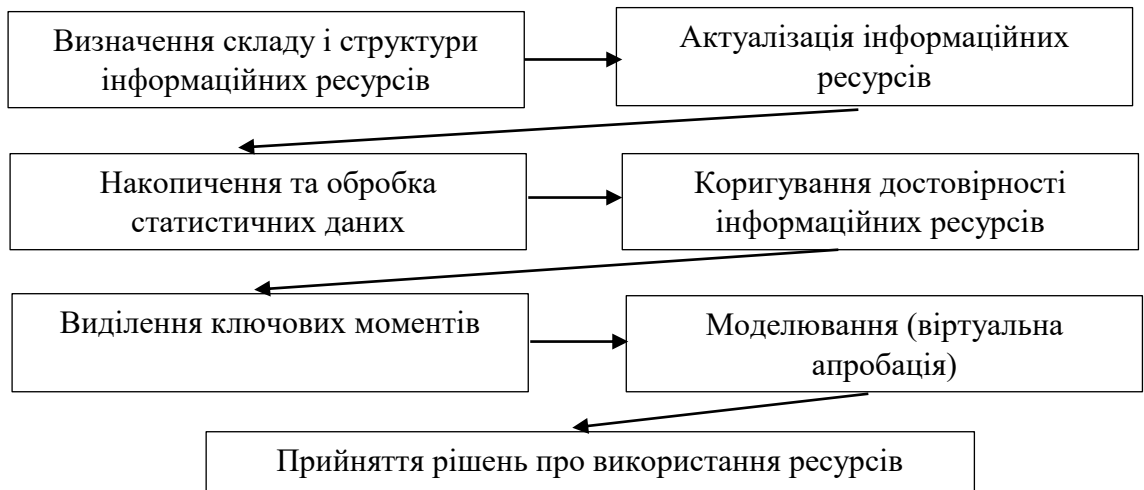 Визначення складу і структури
інформаційних ресурсів
Актуалізація інформаційних
ресурсів
Накопичення та обробка
статистичних даних
Коригування достовірності
інформаційних ресурсів
Виділення ключових моментів
Моделювання (віртуальна
апробація)
Прийняття рішень про використання ресурсів